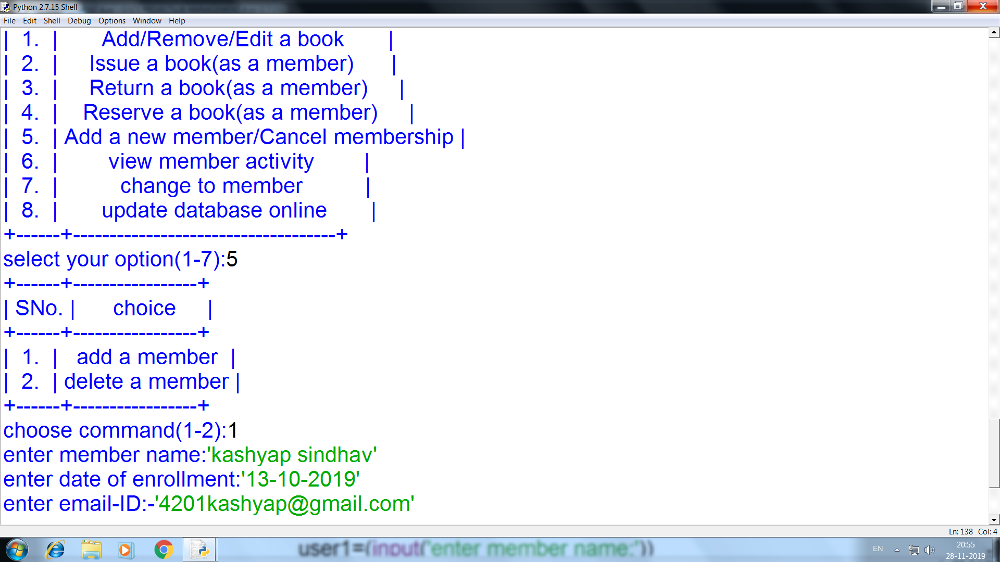 Python 2.7.15 Shell
File Edit Shell Debug Options Window Help
| 1. | Add/Remove/Edit a book |
| 2. | Issue a book(as a member) |
| 3. | Return a book(as a member) |
| 4. | Reserve a book(as a member) |
| 5. | Add a new member/Cancel membership |
| 6. | view member activity |
| 7. | change to member |
| 8. | update database online |
+------+------------------------------------+
select your option(1-7):5
+------+-----------------+
| SNo. | choice |
+------+-----------------+
| 1. | add a member |
| 2. | delete a member |
+------+-----------------+
choose command(1-2):1
enter member name:'kashyap sindhav'
enter date of enrollment:'13-10-2019'
enter email-ID:-'4201kashyap@gmail.com'
Ln: 138 Col: 4
user1=(input("enter member name:"))
EN
20:55
28-11-2019